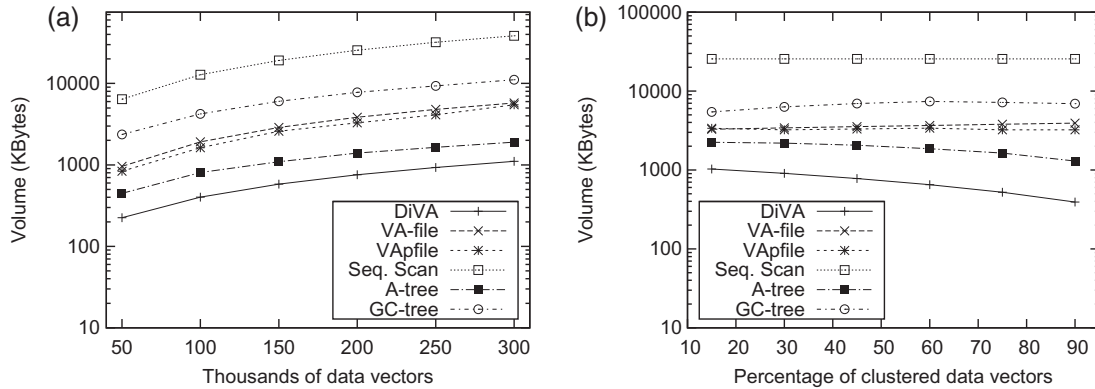 (a)
Volume (KBytes)
10000
1000
100
10
DiVA
VA-file
VApfile
Seq. Scan
A-tree
GC-tree
50 100 150 200 250 300
Thousands of data vectors
(b)
Volume (KBytes)
100000
10000
1000
100
10
DiVA
VA-file
VApfile
Seq. Scan
A-tree
GC-tree
10 20 30 40 50 60 70 80 90
Percentage of clustered data vectors